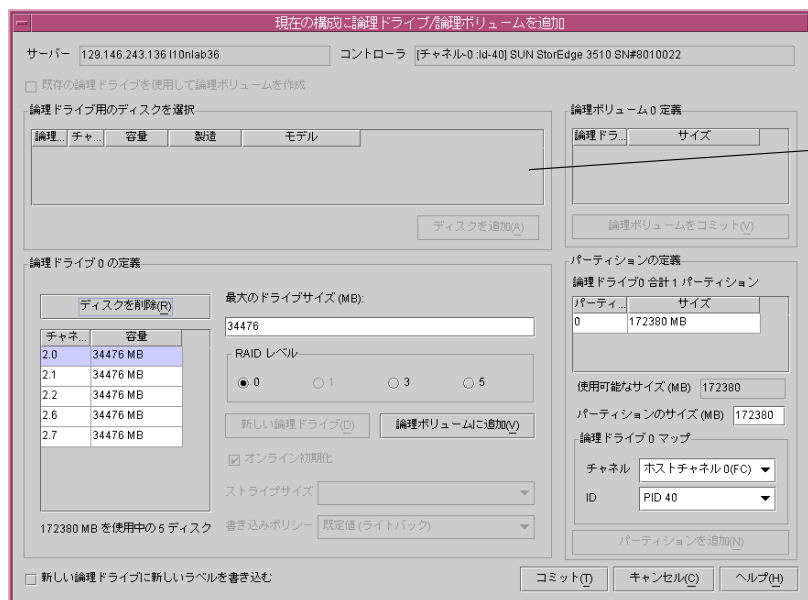 現在の構成に論理ドライブ/論理ボリュームを追加
サーバー 129.146.243.136 l10nlab36 コントローラ [チャネル-0 :Id-40] SUN StorEdge 3510 SN#8010022
既存の論理ドライブを使用して論理ボリュームを作成
論理ドライブ用のディスクを選択
論理... チャ... 容量 製造 モデル
ディスクを追加(A)
論理ボリューム 0 定義
論理ドラ... サイズ
論理ボリュームをコミット(V)
論理ドライブ 0 の定義
ディスクを削除(R)
チャネ... 容量
2.0 34476 MB
2.1 34476 MB
2.2 34476 MB
2.6 34476 MB
2.7 34476 MB
172380 MB を使用中の 5 ディスク
最大のドライブサイズ (MB):
34476
RAID レベル
0 1 3 5
新しい論理ドライブ(D) 論理ボリュームに追加(V)
オンライン初期化
ストライプサイズ
書き込みポリシー 既定値 (ライトバック)
パーティションの定義
論理ドライブ0 合計 1 パーティション
パーティ... サイズ
0 172380 MB
使用可能なサイズ (MB) 172380
パーティションのサイズ (MB) 172380
論理ドライブ 0 マップ
チャネル ホストチャネル 0(FC)
ID PID 40
パーティションを追加(N)
新しい論理ドライブに新しいラベルを書き込む
コミット(T) キャンセル(C) ヘルプ(H)